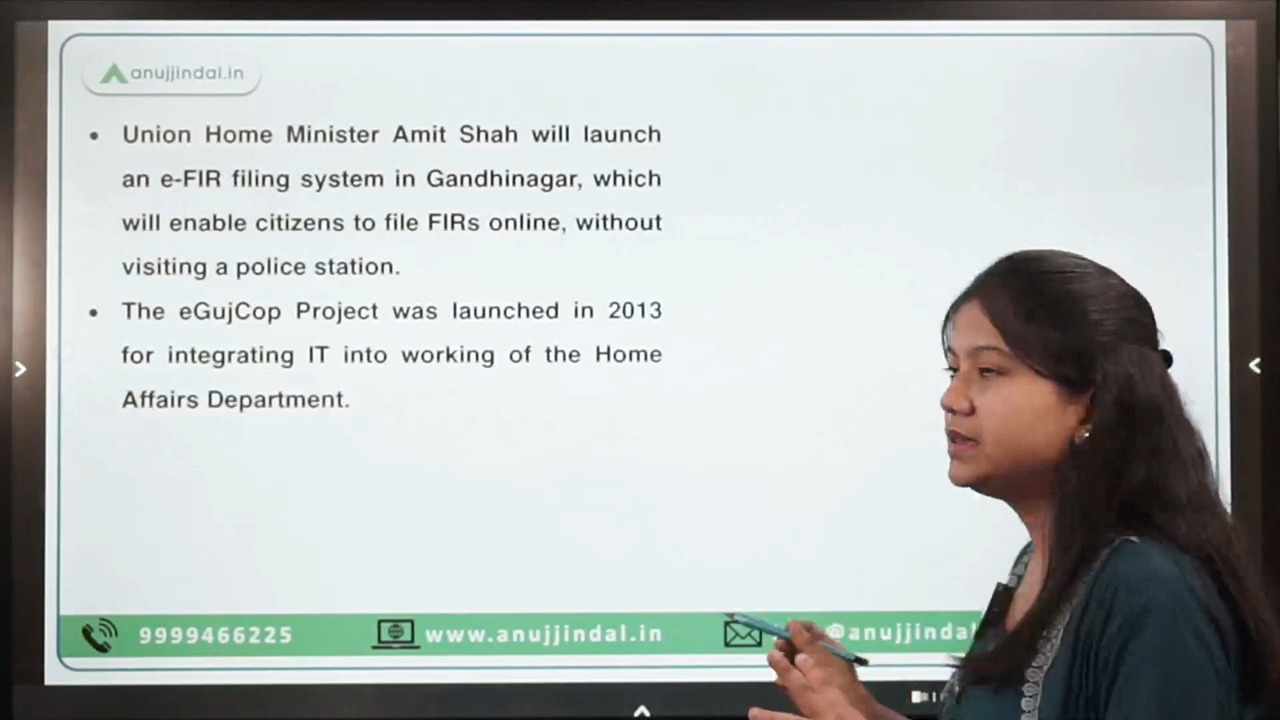 anujjindal.in
Union Home Minister Amit Shah will launch
an e-FIR filing system in Gandhinagar, which
will enable citizens to file FIRs online, without
visiting a police station.
The eGujCop Project was launched in 2013
for integrating IT into working of the Home
Affairs Department.
9999466225
www.anujjindal.in
@anujjindal